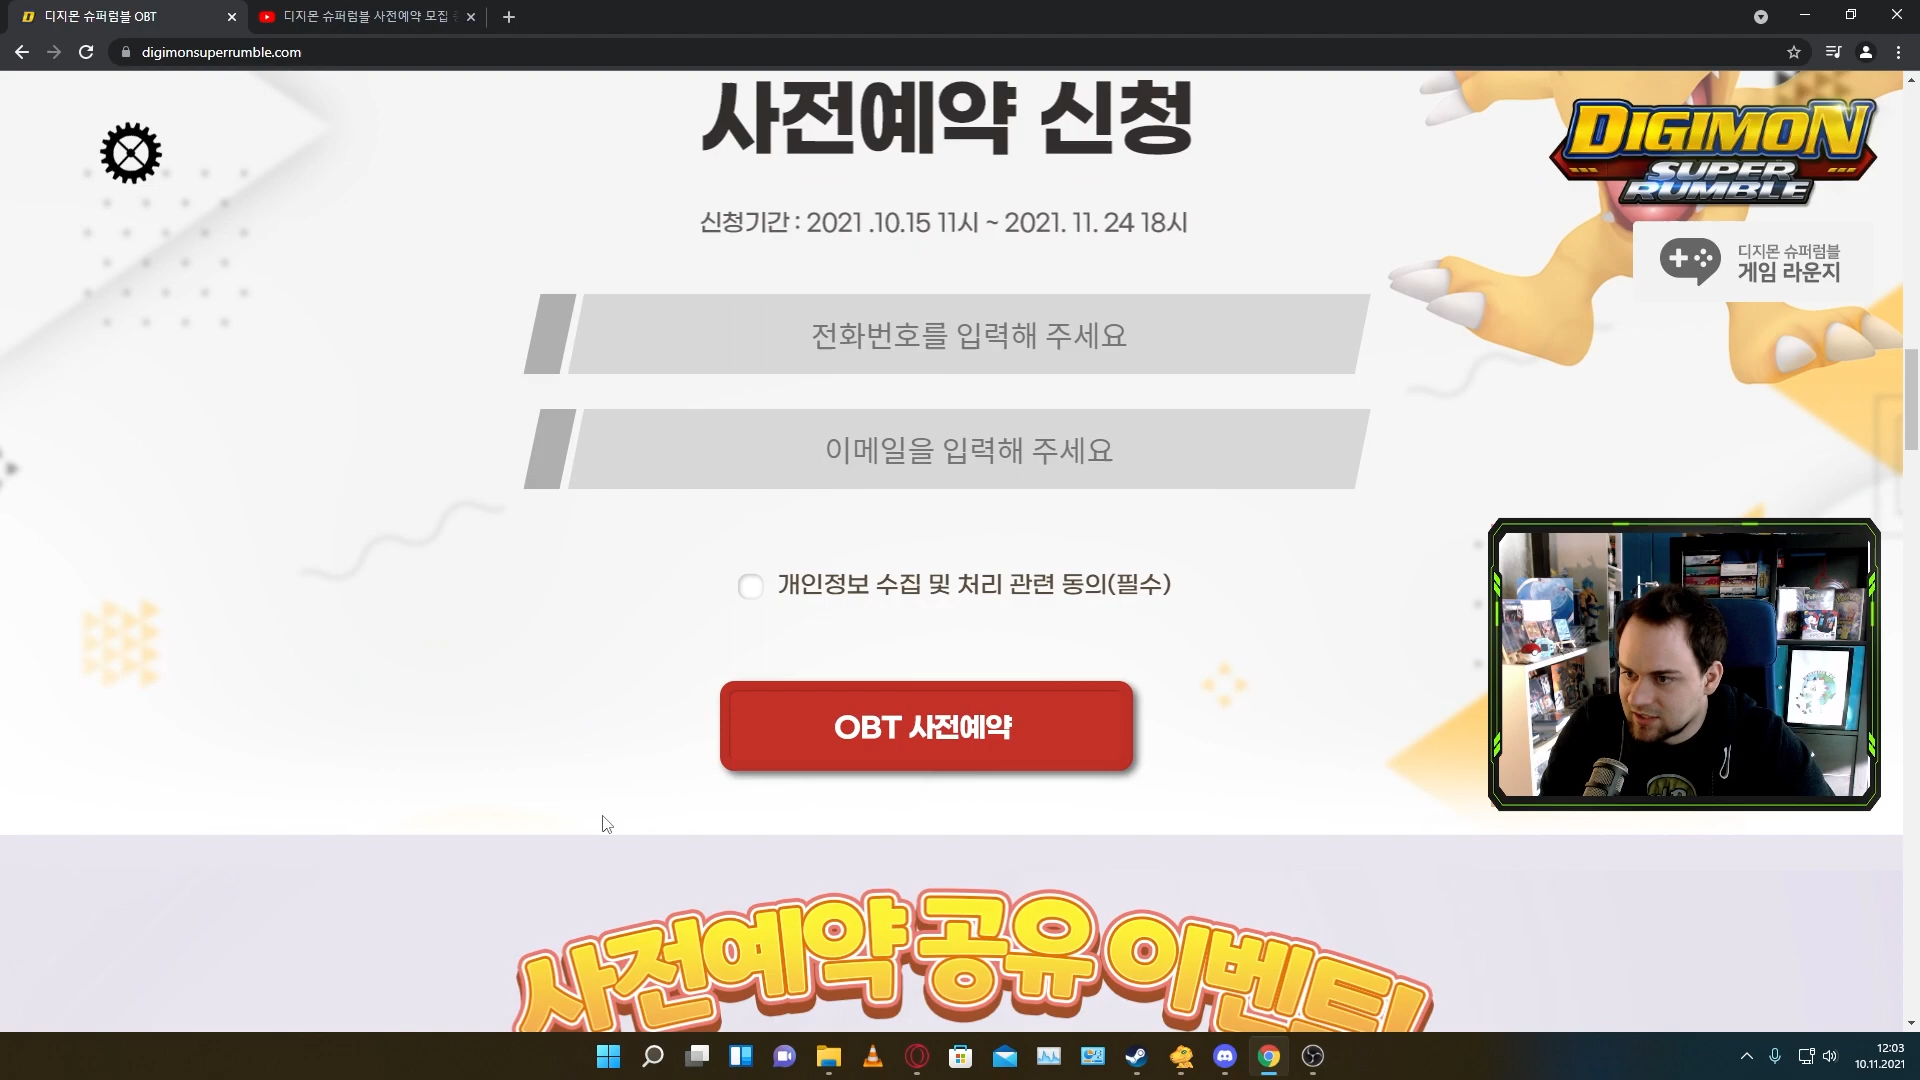 디지몬 슈퍼럼블 OBT
디지몬 슈퍼럼블 사전예약 모집
digimonsuperrumble.com
사전예약 신청
신청기간 : 2021 .10.15 11시 ~ 2021. 11. 24 18시
DIGIMON
SUPER
RUMBLE
디지몬 슈퍼럼블
게임 라운지
전화번호를 입력해 주세요
이메일을 입력해 주세요
개인정보 수집 및 처리 관련 동의(필수)
OBT 사전예약
사전예약 공유 이벤트!
12:03
10.11.2021